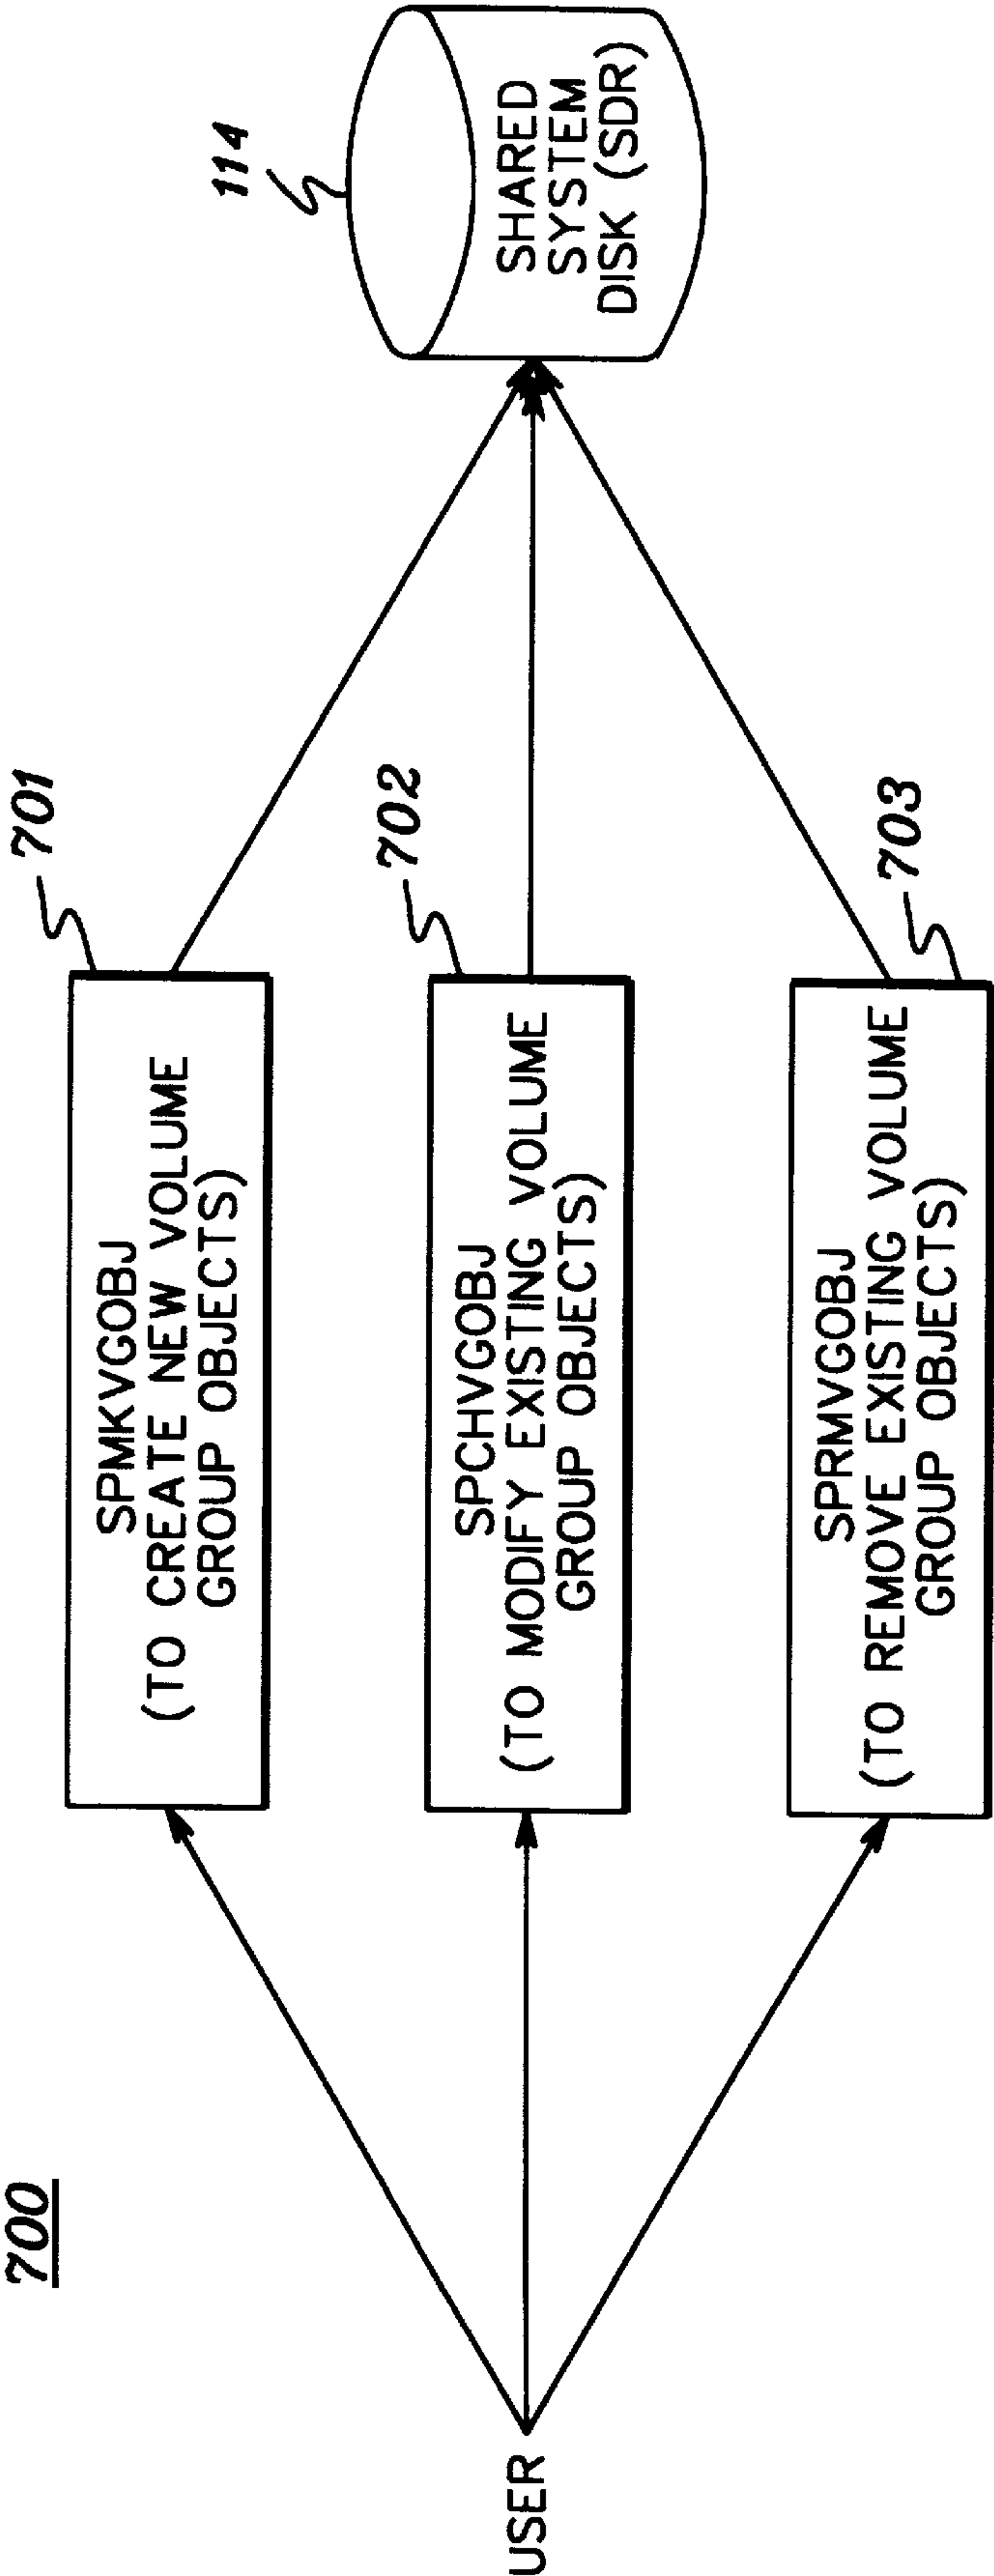 700
USER
701
SPMKVGOBJ
(TO CREATE NEW VOLUME
GROUP OBJECTS)
702
SPCHVGOBJ
(TO MODIFY EXISTING VOLUME
GROUP OBJECTS)
703
SPRMVGOBJ
(TO REMOVE EXISTING VOLUME
GROUP OBJECTS)
114
SHARED
SYSTEM
DISK (SDR)